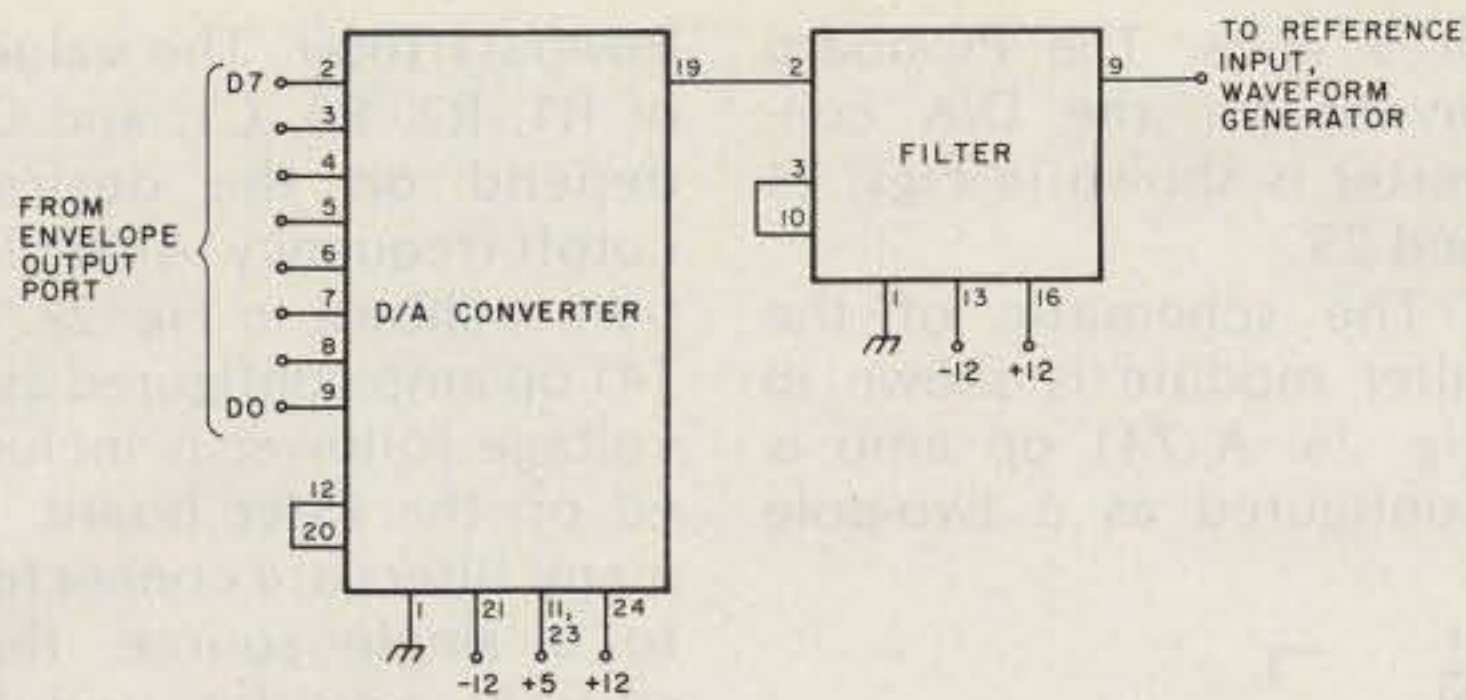 D7
2
3
4
5
6
7
8
D0
9
FROM
ENVELOPE
OUTPUT
PORT
D/A CONVERTER
12
20
1
21
11,
23
24
-12
+5
+12
19
2
FILTER
3
10
1
13
16
-12
+12
9
TO REFERENCE
INPUT,
WAVEFORM
GENERATOR